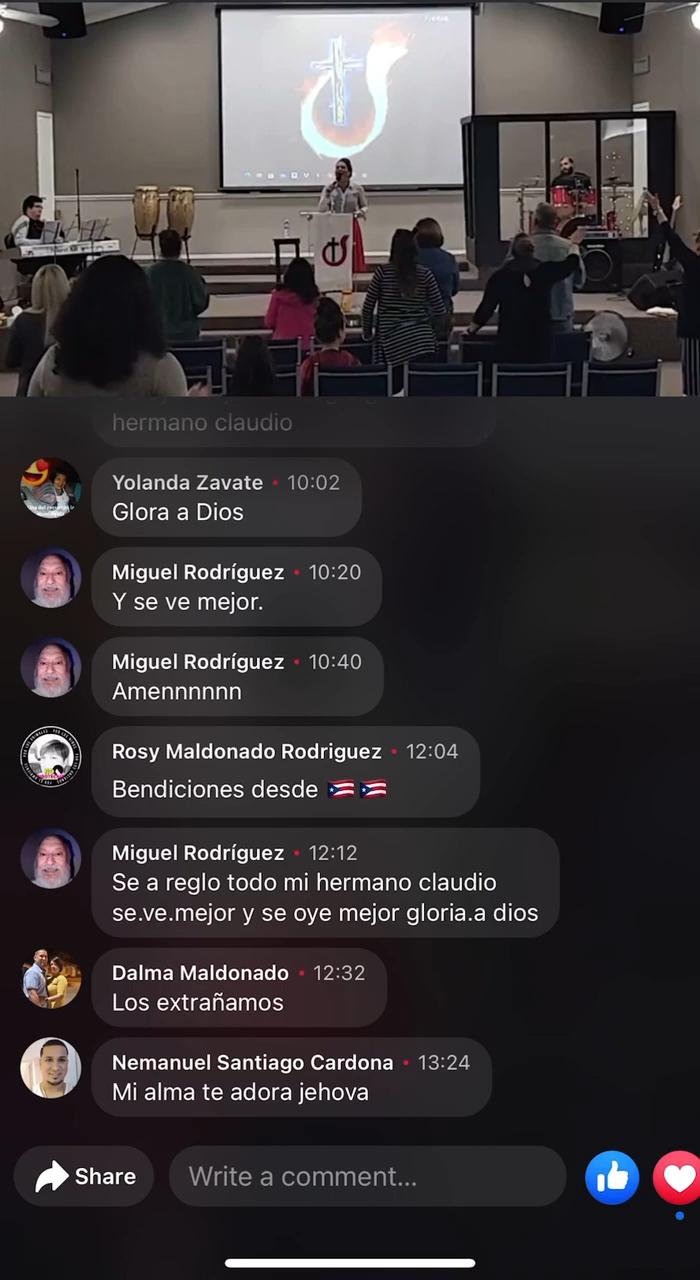 hermano claudio
Yolanda Zavate • 10:02
Glora a Dios
Miguel Rodríguez • 10:20
Y se ve mejor.
Miguel Rodríguez • 10:40
Amennnnnn
Rosy Maldonado Rodriguez • 12:04
Bendiciones desde 🇵🇷🇵🇷
Miguel Rodríguez • 12:12
Se a reglo todo mi hermano claudio
se.ve.mejor y se oye mejor gloria.a dios
Dalma Maldonado • 12:32
Los extrañamos
Nemanuel Santiago Cardona • 13:24
Mi alma te adora jehova
Share
Write a comment...